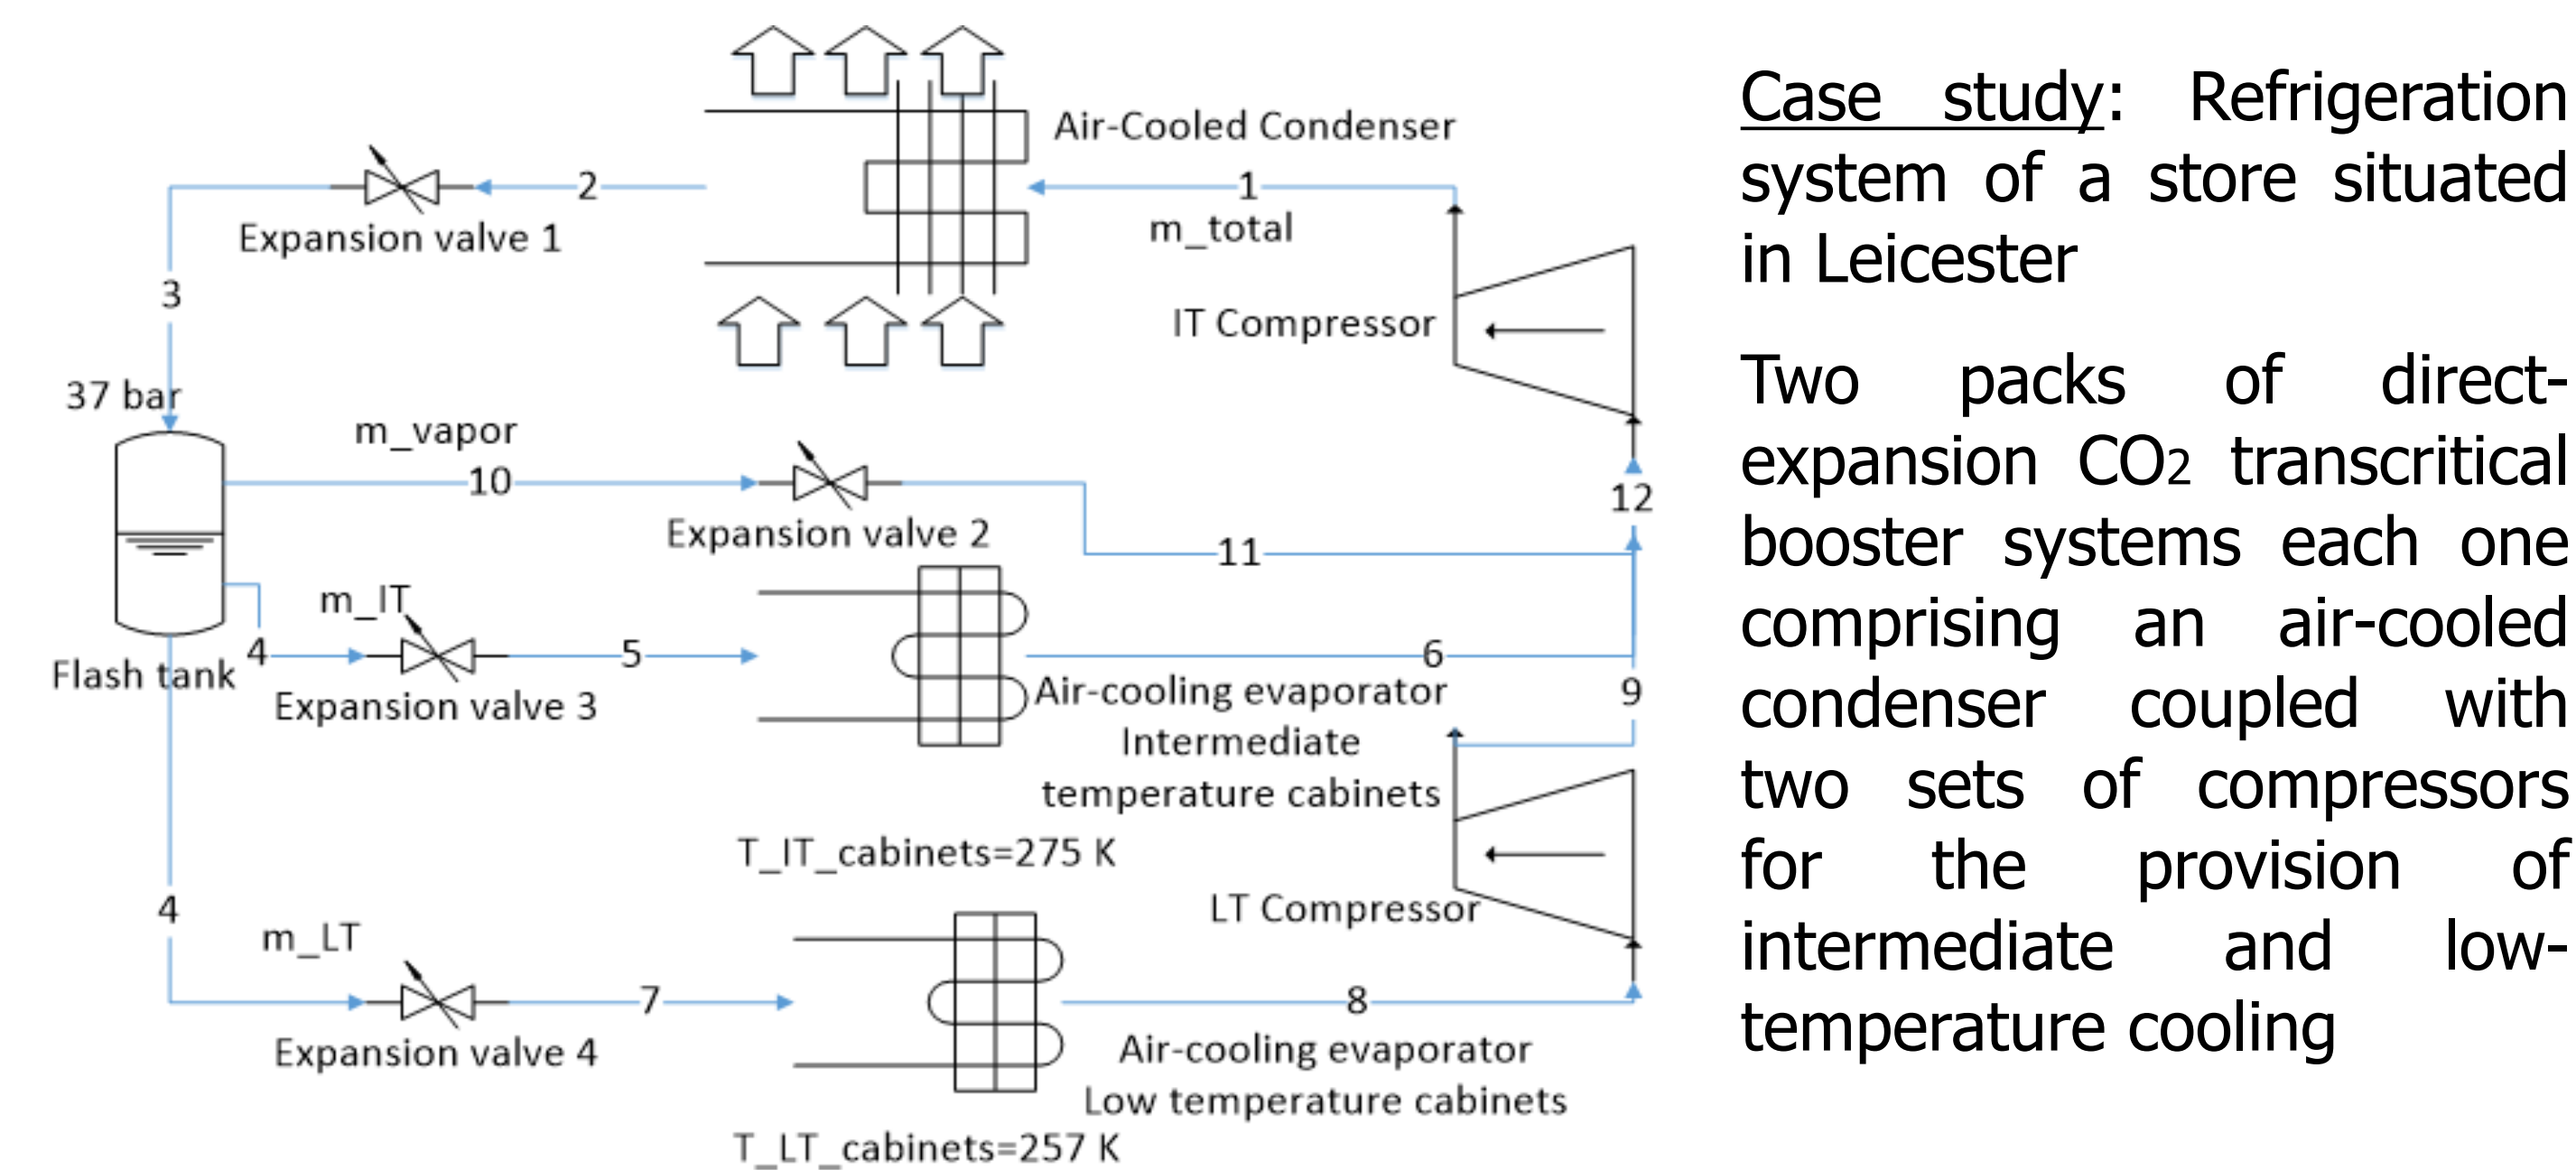 Air-Cooled Condenser
2
1
m_total
Expansion valve 1
3
IT Compressor
37 bar
m_vapor
10
12
Expansion valve 2
11
m_IT
4
5
6
Flash tank
Expansion valve 3
Air-cooling evaporator
Intermediate
temperature cabinets
9
T_IT_cabinets=275 K
4
LT Compressor
m_LT
7
8
Expansion valve 4
Air-cooling evaporator
Low temperature cabinets
T_LT_cabinets=257 K
Case study: Refrigeration
system of a store situated
in Leicester
Two packs of direct-
expansion CO2 transcritical
booster systems each one
comprising an air-cooled
condenser coupled with
two sets of compressors
for the provision of
intermediate and low-
temperature cooling